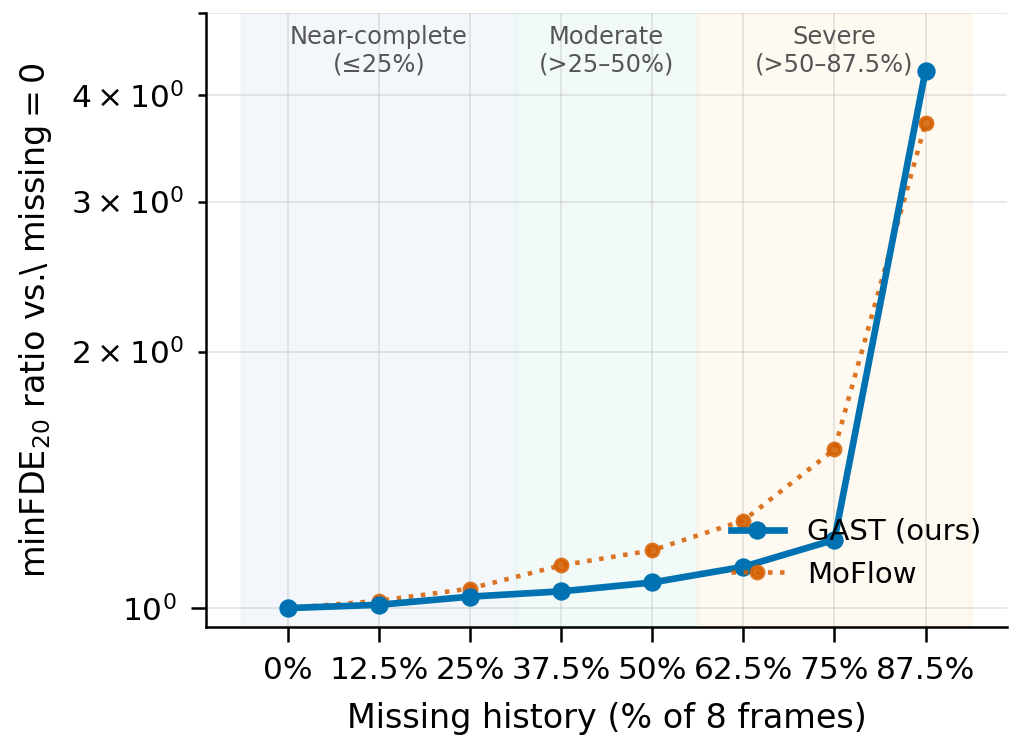 Near-complete
(≤25%)
Moderate
(>25–50%)
Severe
(>50–87.5%)
minFDE₂₀ ratio vs.\ missing = 0
4 × 10⁰
3 × 10⁰
2 × 10⁰
10⁰
GAST (ours)
MoFlow
0% 12.5% 25% 37.5% 50% 62.5% 75% 87.5%
Missing history (% of 8 frames)